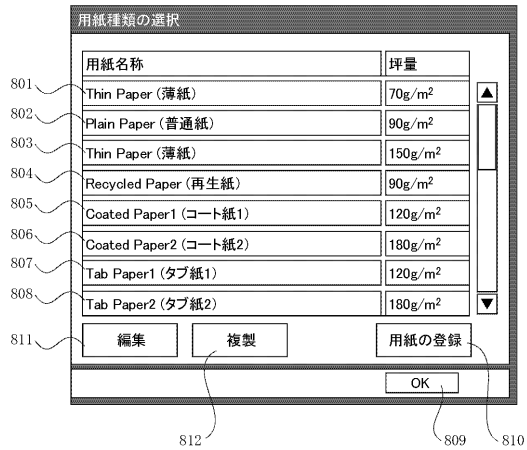 用紙種類の選択
用紙名称 坪量
801 Thin Paper (薄紙) 70g/m²
802 Plain Paper (普通紙) 90g/m²
803 Thin Paper (薄紙) 150g/m²
804 Recycled Paper (再生紙) 90g/m²
805 Coated Paper1 (コート紙1) 120g/m²
806 Coated Paper2 (コート紙2) 180g/m²
807 Tab Paper1 (タブ紙1) 120g/m²
808 Tab Paper2 (タブ紙2) 180g/m²
811 編集 複製 用紙の登録
OK
812 809 810